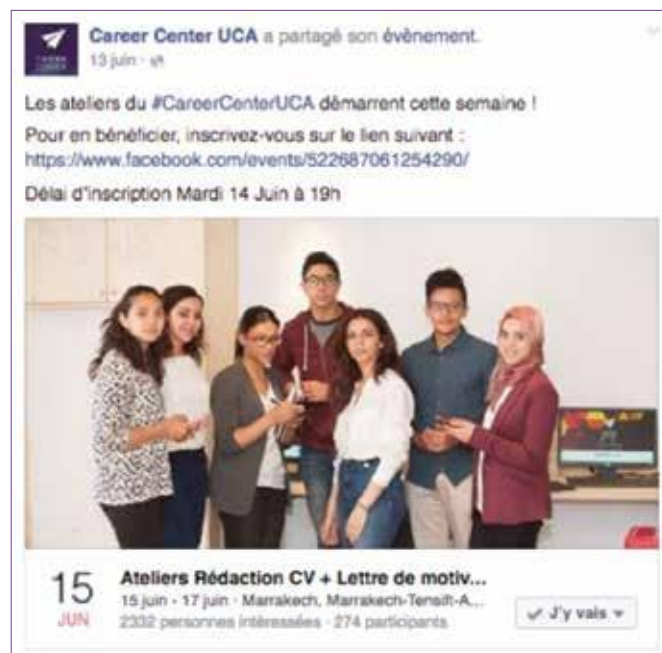 Career Center UCA a partagé son évènement.
13 juin
Les ateliers du #CareerCenterUCA démarrent cette semaine !
Pour en bénéficier, inscrivez-vous sur le lien suivant :
https://www.facebook.com/events/522687061254290/
Délai d'inscription Mardi 14 Juin à 19h
15
JUN
Ateliers Rédaction CV + Lettre de motiv...
15 juin - 17 juin · Marrakech, Marrakech-Tensift-A...
2332 personnes intéressées · 274 participants
J'y vais